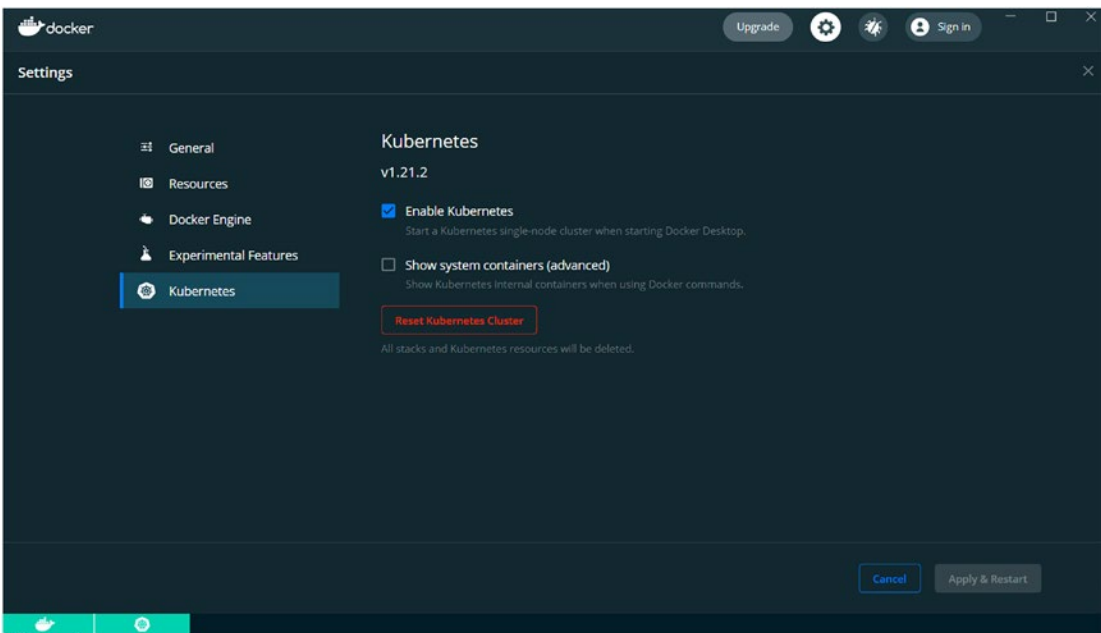 docker
Upgrade
Sign in
Settings
General
Resources
Docker Engine
Experimental Features
Kubernetes
Kubernetes
v1.21.2
Enable Kubernetes
Start a Kubernetes single-node cluster when starting Docker Desktop.
Show system containers (advanced)
Show Kubernetes internal containers when using Docker commands.
Reset Kubernetes Cluster
All stacks and Kubernetes resources will be deleted.
Cancel
Apply & Restart